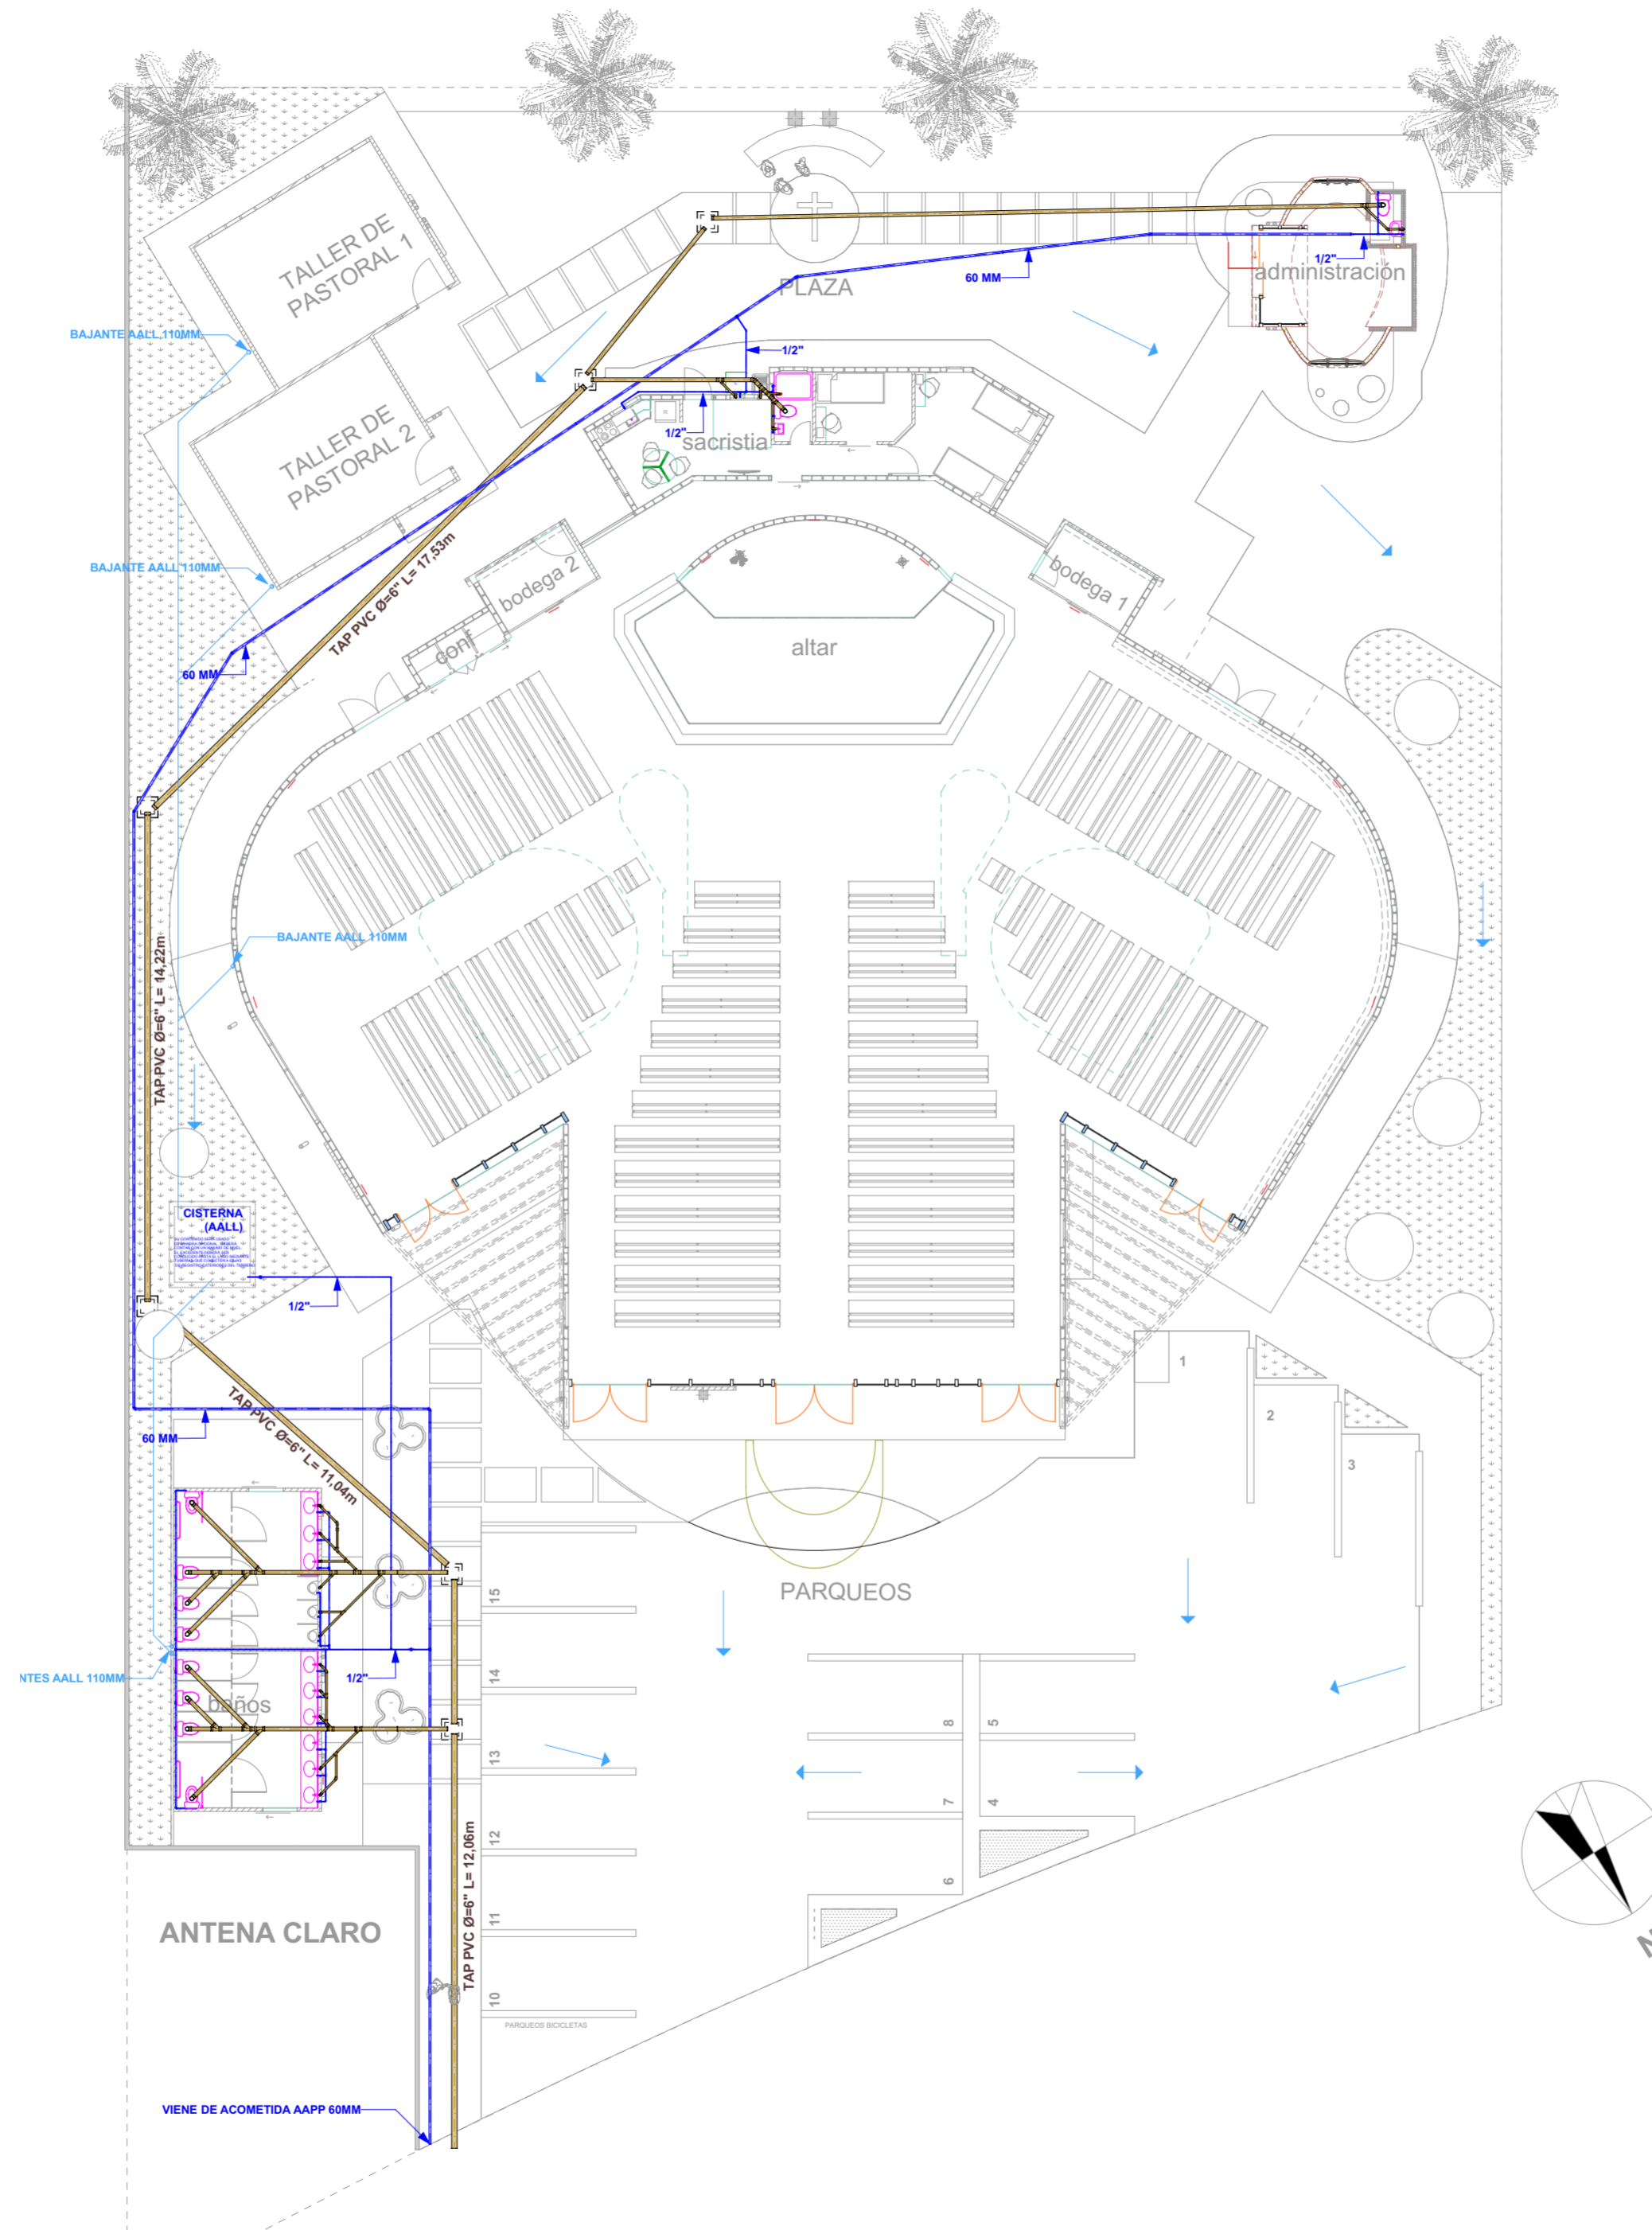 TALLER DE
PASTORAL 1
administración
1/2"
60 MM
PLAZA
BAJANTE AALL 110MM
1/2"
TALLER DE
PASTORAL 2
1/2"
sacristia
BAJANTE AALL 110MM
TAP PVC Ø=6" L= 17,53m
bodega 2
bodega 1
conf
altar
60 MM
BAJANTE AALL 110MM
TAP PVC Ø=6" L= 14,22m
CISTERNA
(AALL)
1/2"
1
2
3
60 MM
TAP PVC Ø=6" L= 11,04m
PARQUEOS
15
NTES AALL 110MM
1/2"
14
baños
8
5
13
7
4
12
TAP PVC Ø=6" L= 12,06m
6
11
ANTENA CLARO
N
10
PARQUEOS BICICLETAS
VIENE DE ACOMETIDA AAPP 60MM